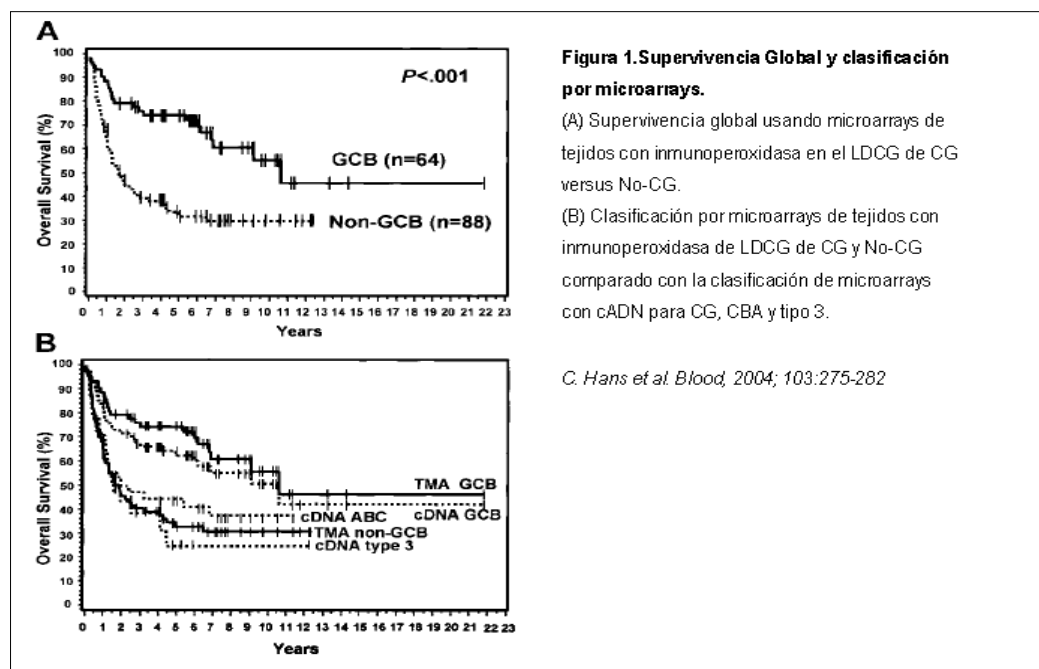 A
100
90
80
70
60
50
40
30
20
10
0
Overall Survival (%)
P<.001
GCB (n=64)
Non-GCB (n=88)
0 1 2 3 4 5 6 7 8 9 10 11 12 13 14 15 16 17 18 19 20 21 22 23
Years
B
100
90
80
70
60
50
40
30
20
10
0
Overall Survival (%)
TMA GCB
cDNA GCB
cDNA ABC
TMA non-GCB
cDNA type 3
0 1 2 3 4 5 6 7 8 9 10 11 12 13 14 15 16 17 18 19 20 21 22 23
Years
Figura 1.Supervivencia Global y clasificación
por microarrays.
(A) Supervivencia global usando microarrays de
tejidos con inmunoperoxidasa en el LDCG de CG
versus No-CG.
(B) Clasificación por microarrays de tejidos con
inmunoperoxidasa de LDCG de CG y No-CG
comparado con la clasificación de microarrays
con cADN para CG, CBA y tipo 3.
C. Hans et al. Blood, 2004; 103:275-282